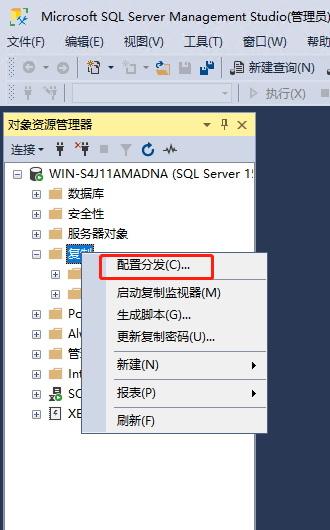 Microsoft SQL Server Management Studio(管理员)
文件(F) 编辑(E) 视图(V) 工具(T) 窗口(W) 帮助
新建查询(N)
执行(X)
对象资源管理器
连接
WIN-S4J11AMADNA (SQL Server 15
数据库
安全性
服务器对象
复制
配置分发(C)...
启动复制监视器(M)
生成脚本(G)...
更新复制密码(U)...
新建(N)
报表(P)
刷新(F)
Po
Alw
管理
Int
SQ
XE